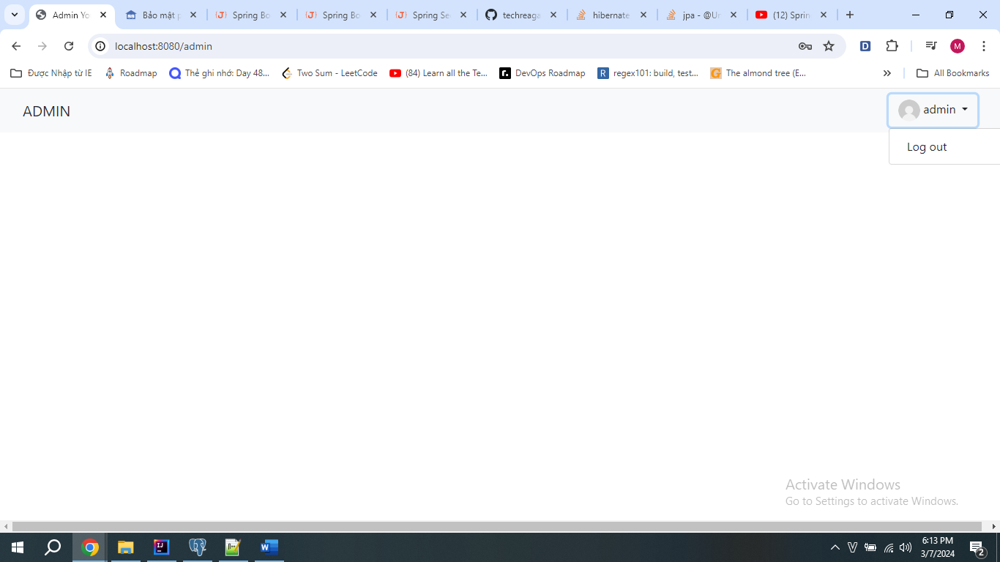 Admin Yo
Bảo mật p
Spring Bo
Spring Bo
Spring Se
techreaga
hibernate
jpa - @Un
(12) Sprin
localhost:8080/admin
D
M
Được Nhập từ IE
Roadmap
Thẻ ghi nhớ: Day 48...
Two Sum - LeetCode
(84) Learn all the Te...
DevOps Roadmap
regex101: build, test...
The almond tree (E...
All Bookmarks
ADMIN
admin
Log out
Activate Windows
Go to Settings to activate Windows.
6:13 PM
3/7/2024
2